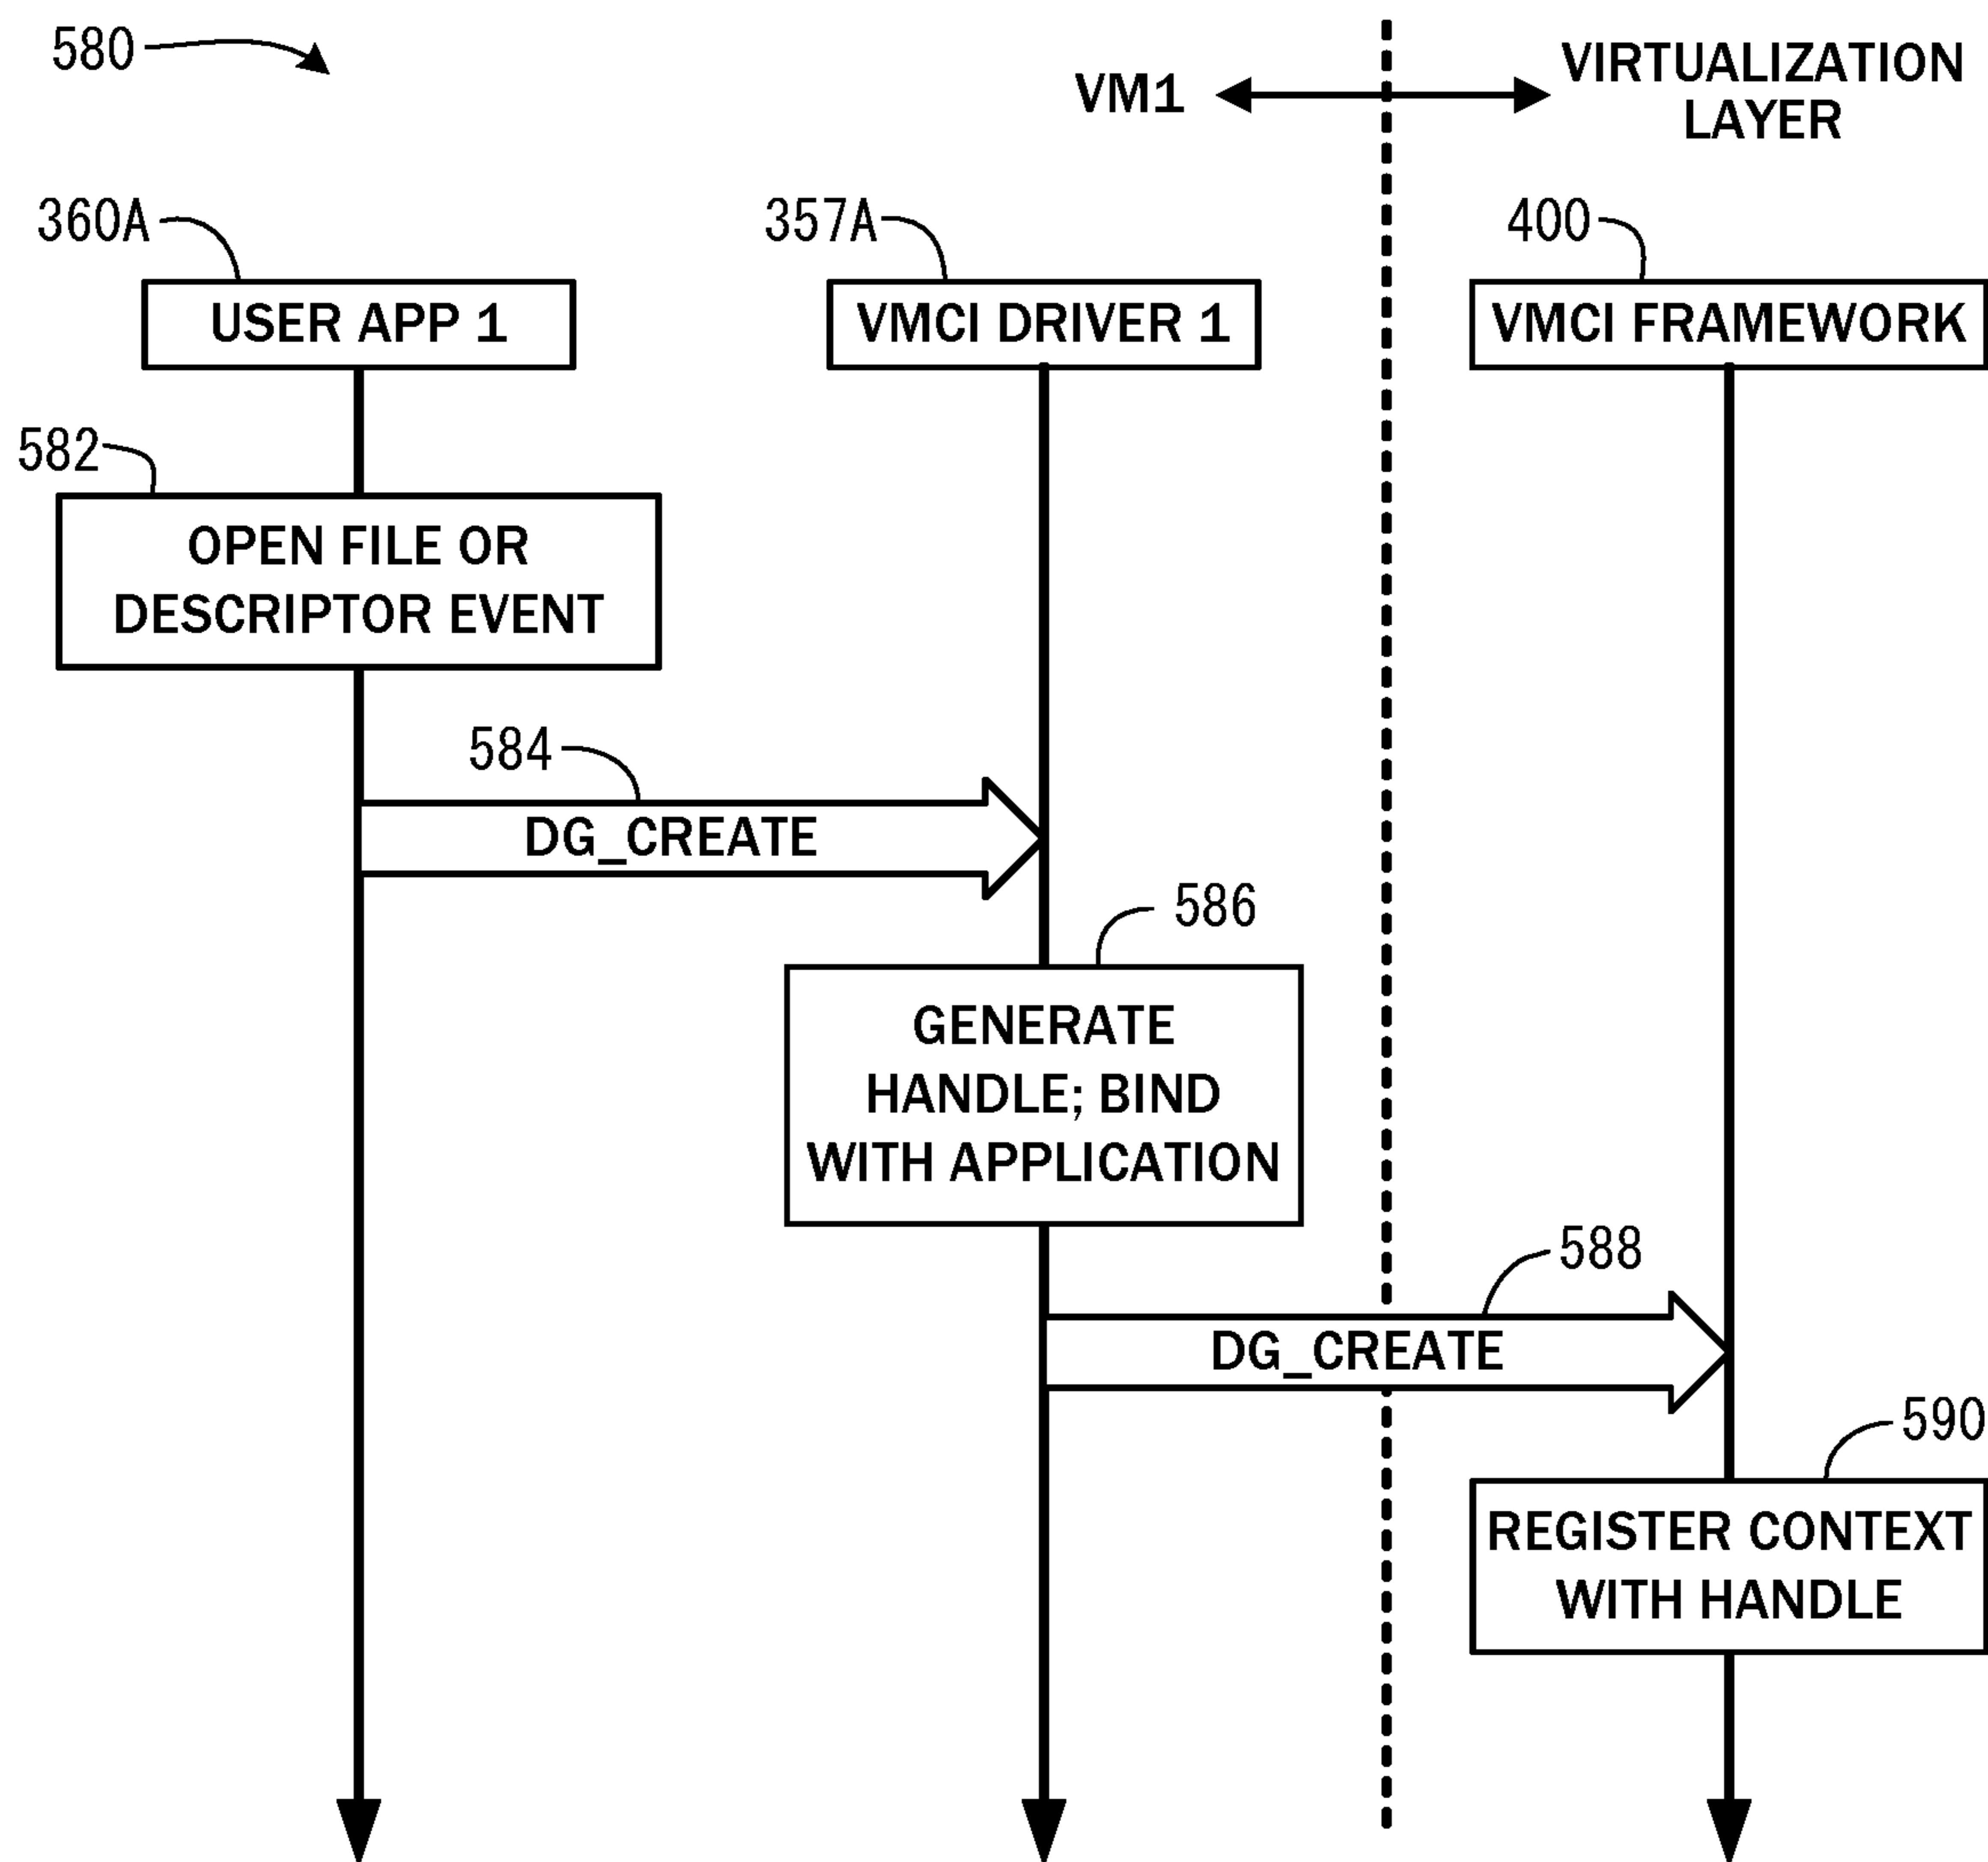 580
VM1
VIRTUALIZATION
LAYER
360A
357A
400
USER APP 1
VMCI DRIVER 1
VMCI FRAMEWORK
582
OPEN FILE OR
DESCRIPTOR EVENT
584
DG_CREATE
586
GENERATE
HANDLE; BIND
WITH APPLICATION
588
DG_CREATE
590
REGISTER CONTEXT
WITH HANDLE